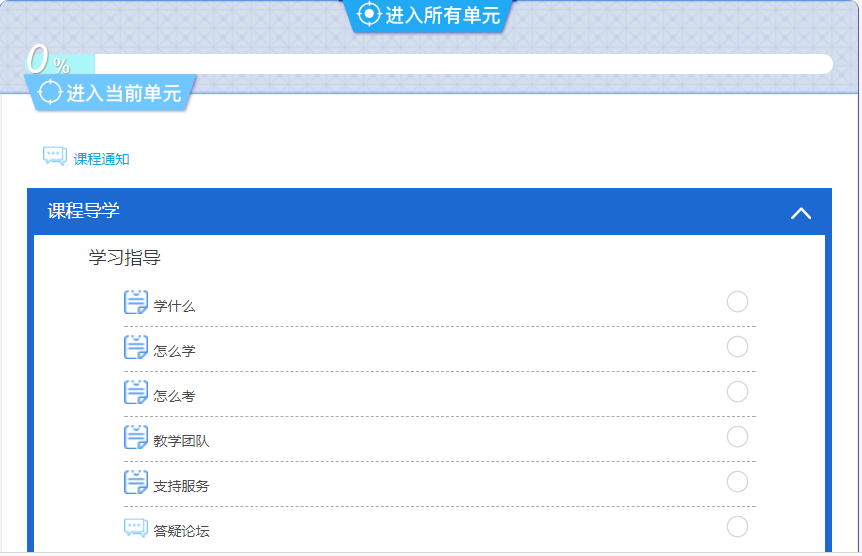 进入所有单元
0 %
进入当前单元
课程通知
课程导学
学习指导
学什么
怎么学
怎么考
教学团队
支持服务
答疑论坛